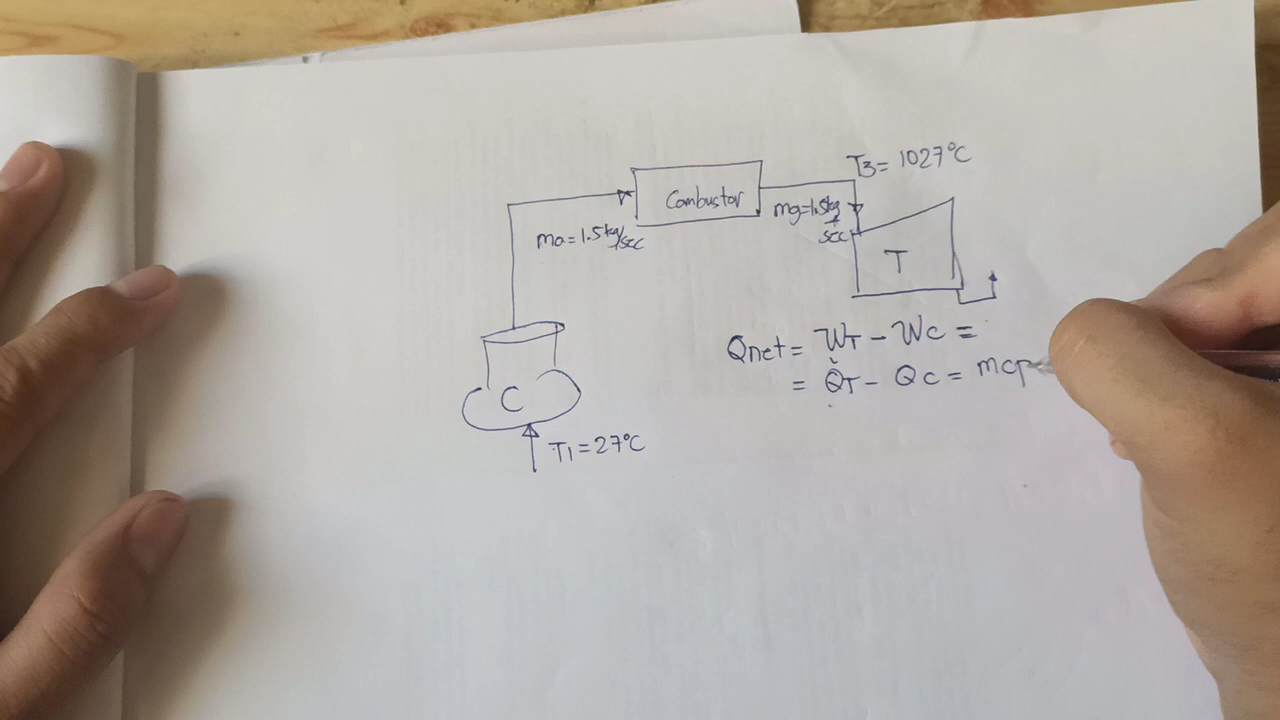 T3 = 1027°C
Combustor
mg=1.5kg/sec
ma = 1.5kg/sec
T
Qnet = WT - WC =
= QT - QC = mcp
C
T1 = 27°C